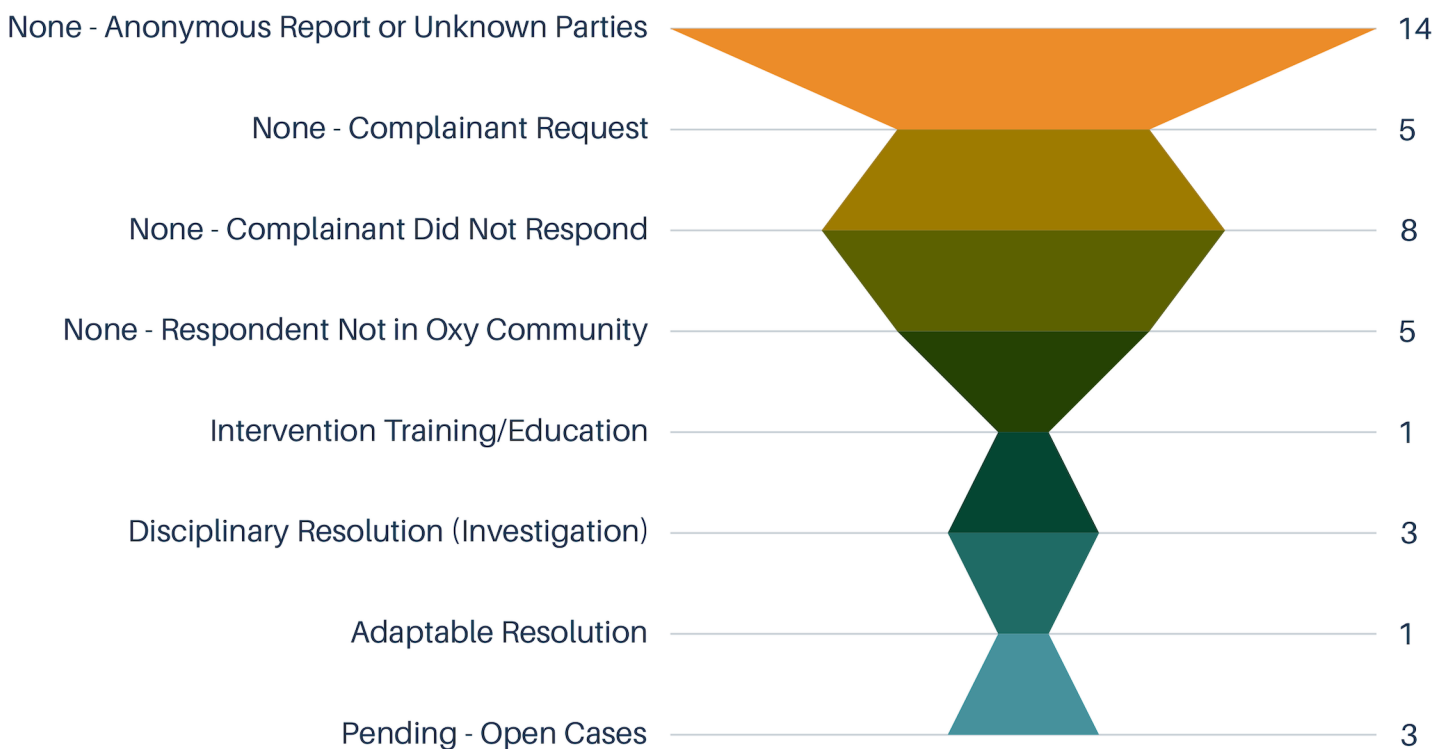 None - Anonymous Report or Unknown Parties 14
None - Complainant Request 5
None - Complainant Did Not Respond 8
None - Respondent Not in Oxy Community 5
Intervention Training/Education 1
Disciplinary Resolution (Investigation) 3
Adaptable Resolution 1
Pending - Open Cases 3